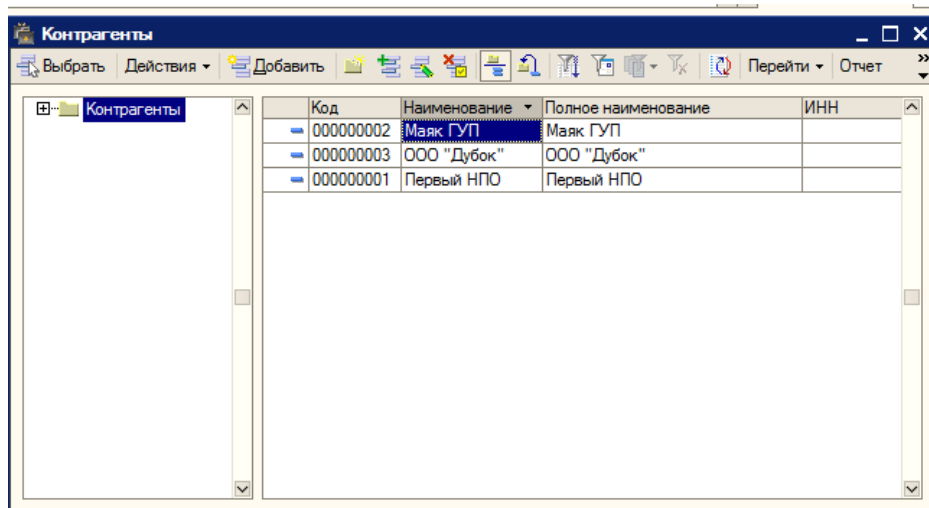 Контрагенты
Выбрать Действия Добавить Перейти Отчет
Контрагенты
Код Наименование Полное наименование ИНН
000000002 Маяк ГУП Маяк ГУП
000000003 ООО "Дубок" ООО "Дубок"
000000001 Первый НПО Первый НПО